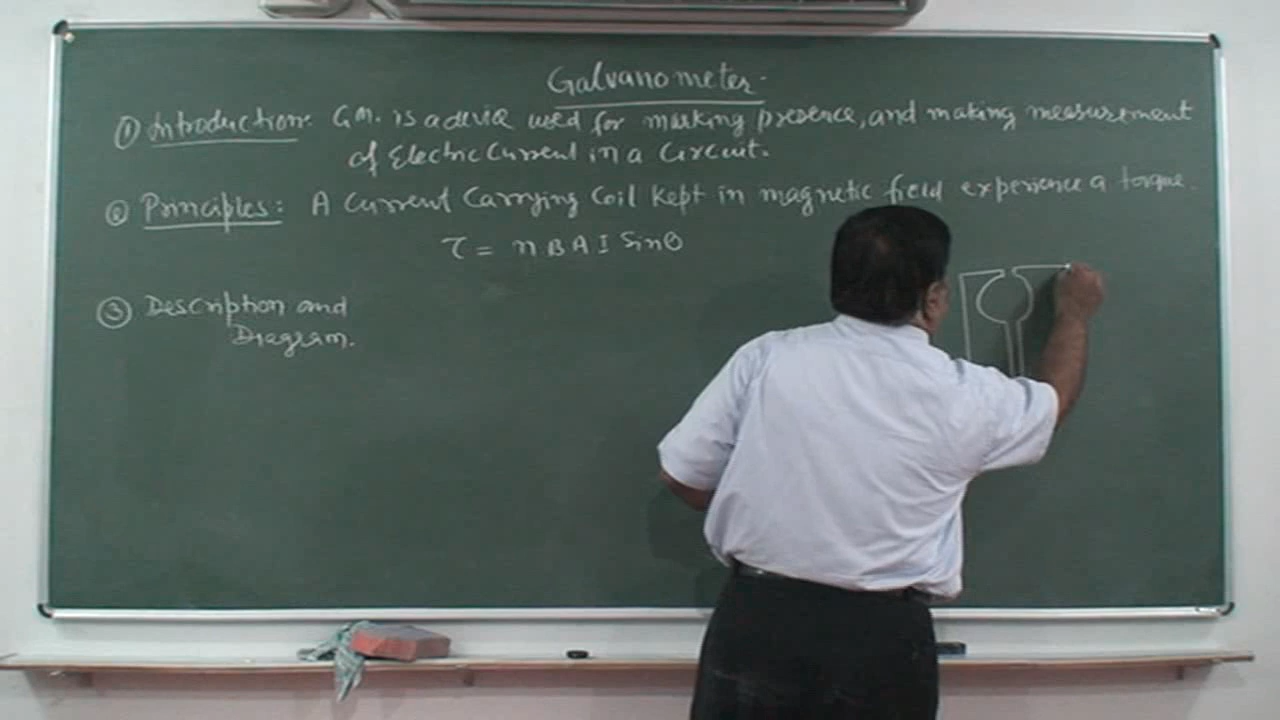 Galvanometer.
① Introduction: GM. is a device used for marking presence, and making measurement
of Electric Current in a Circuit.
② Principles: A Current Carrying Coil kept in magnetic field experience a torque.
τ = n B A I Sinθ
③ Description and
Diagram.